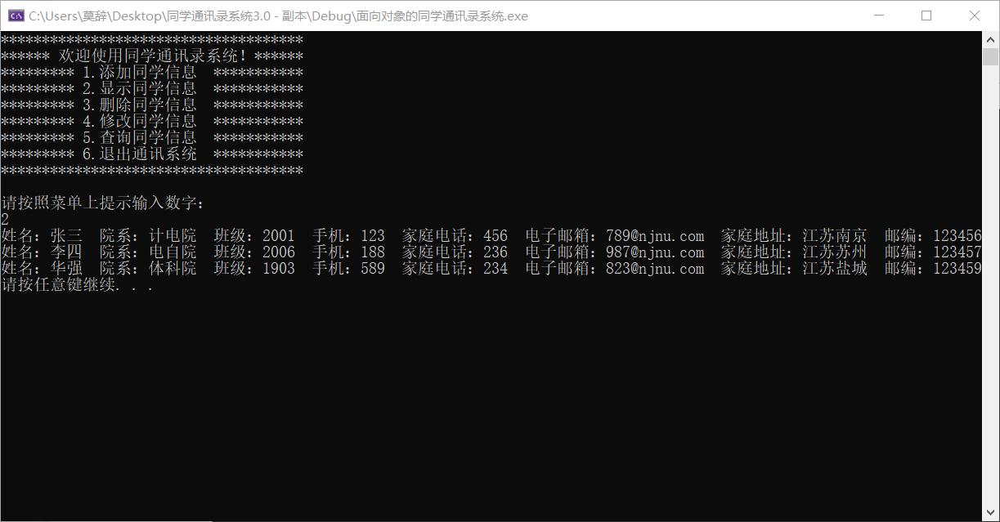 C:\Users\莫辞\Desktop\同学通讯录系统3.0 - 副本\Debug\面向对象的同学通讯录系统.exe
*************************************
****** 欢迎使用同学通讯录系统! ******
********* 1.添加同学信息  ***********
********* 2.显示同学信息  ***********
********* 3.删除同学信息  ***********
********* 4.修改同学信息  ***********
********* 5.查询同学信息  ***********
********* 6.退出通讯系统  ***********
*************************************
请按照菜单上提示输入数字:
2
姓名: 张三  院系: 计电院  班级: 2001  手机: 123  家庭电话: 456  电子邮箱: 789@njnu.com  家庭地址: 江苏南京  邮编: 123456
姓名: 李四  院系: 电自院  班级: 2006  手机: 188  家庭电话: 236  电子邮箱: 987@njnu.com  家庭地址: 江苏苏州  邮编: 123457
姓名: 华强  院系: 体科院  班级: 1903  手机: 589  家庭电话: 234  电子邮箱: 823@njnu.com  家庭地址: 江苏盐城  邮编: 123459
请按任意键继续. . .